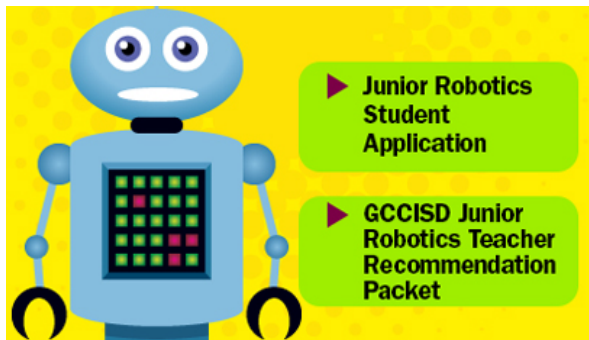 Junior Robotics
Student
Application
GCCISD Junior
Robotics Teacher
Recommendation
Packet